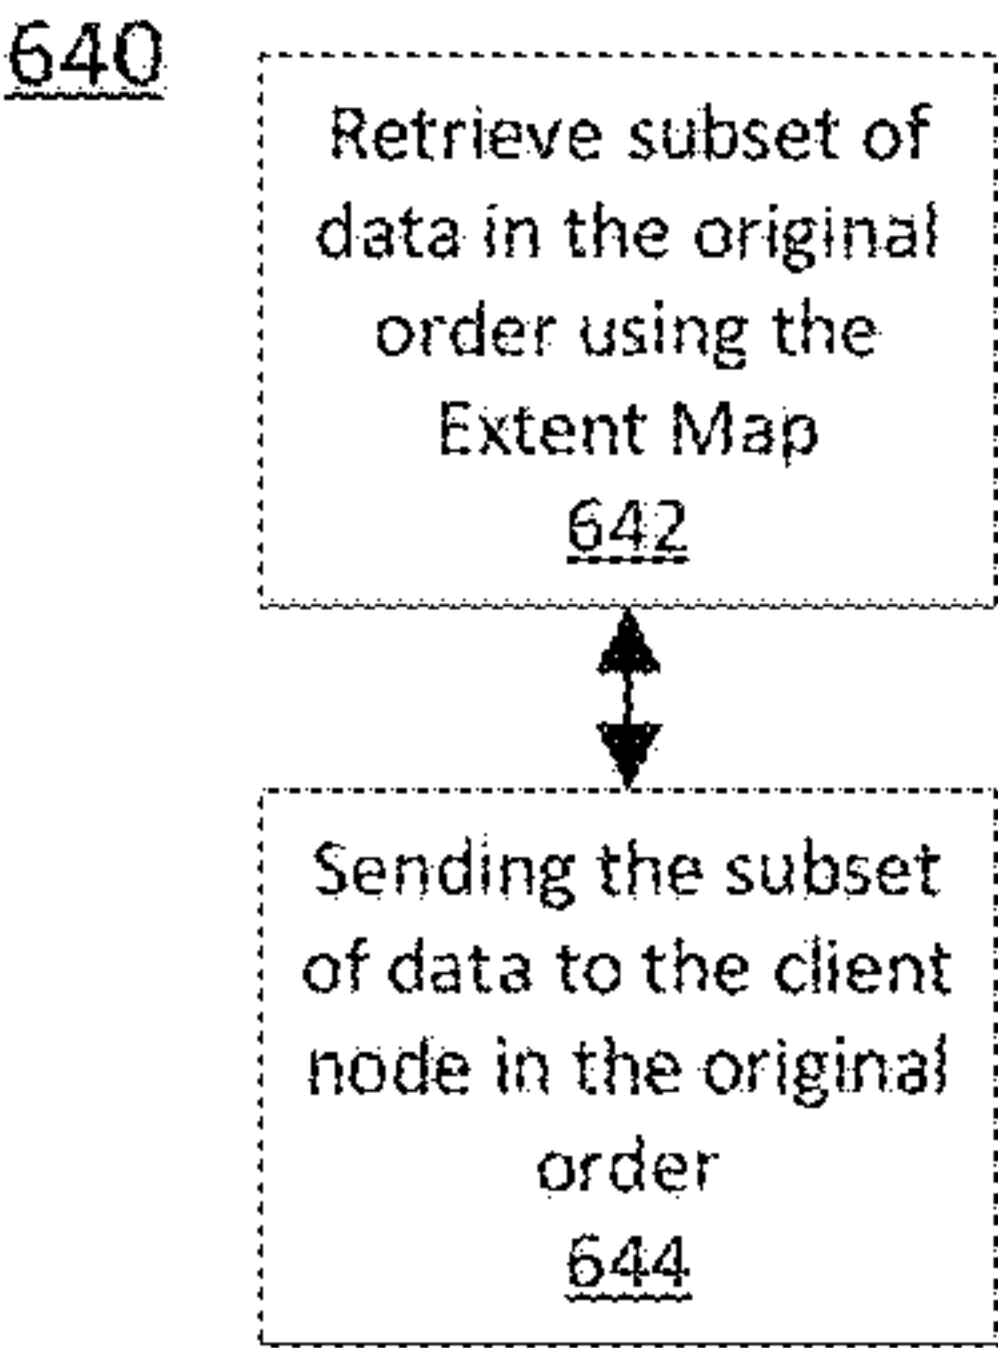 640
Retrieve subset of
data in the original
order using the
Extent Map
642
Sending the subset
of data to the client
node in the original
order
644